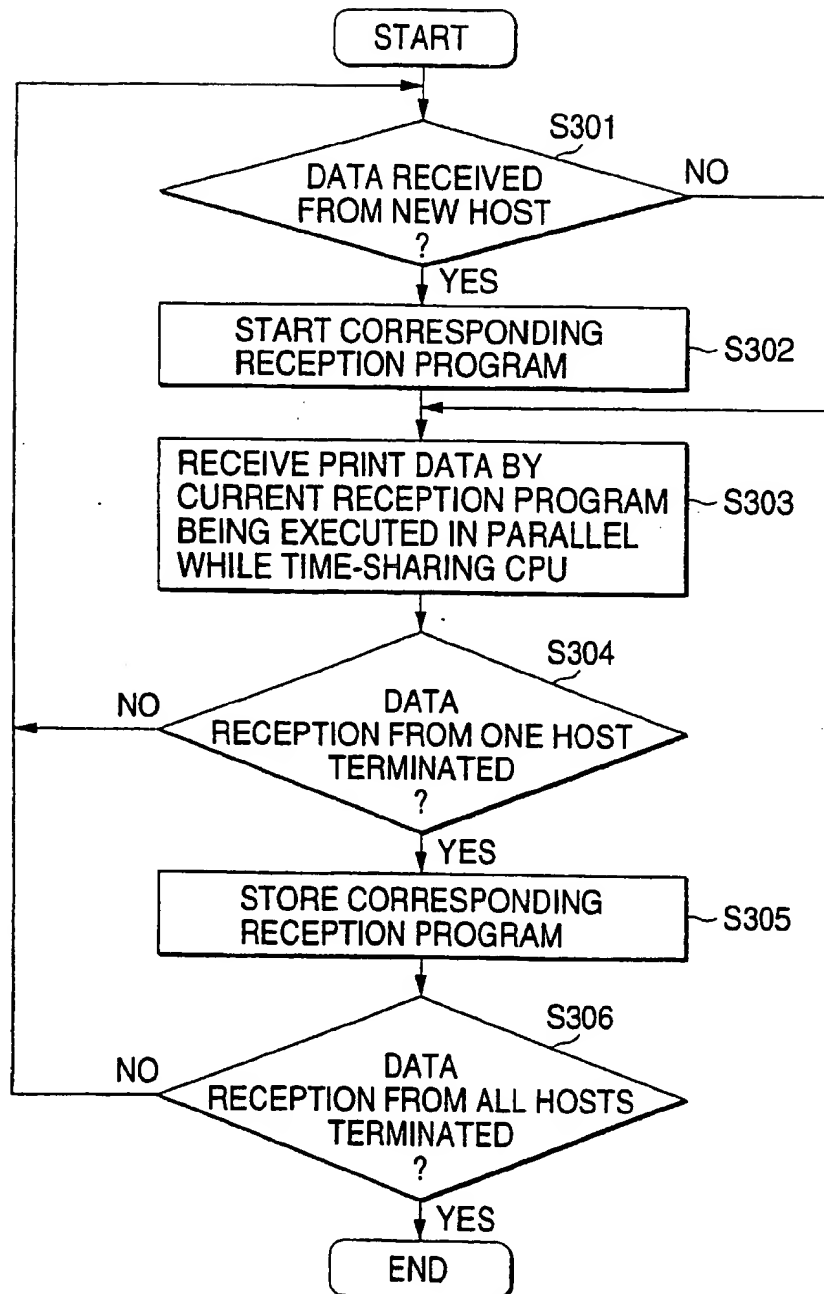 START
S301
DATA RECEIVED
FROM NEW HOST
?
NO
YES
START CORRESPONDING
RECEPTION PROGRAM
S302
RECEIVE PRINT DATA BY
CURRENT RECEPTION PROGRAM
BEING EXECUTED IN PARALLEL
WHILE TIME-SHARING CPU
S303
S304
NO
DATA
RECEPTION FROM ONE HOST
TERMINATED
?
YES
STORE CORRESPONDING
RECEPTION PROGRAM
S305
S306
NO
DATA
RECEPTION FROM ALL HOSTS
TERMINATED
?
YES
END